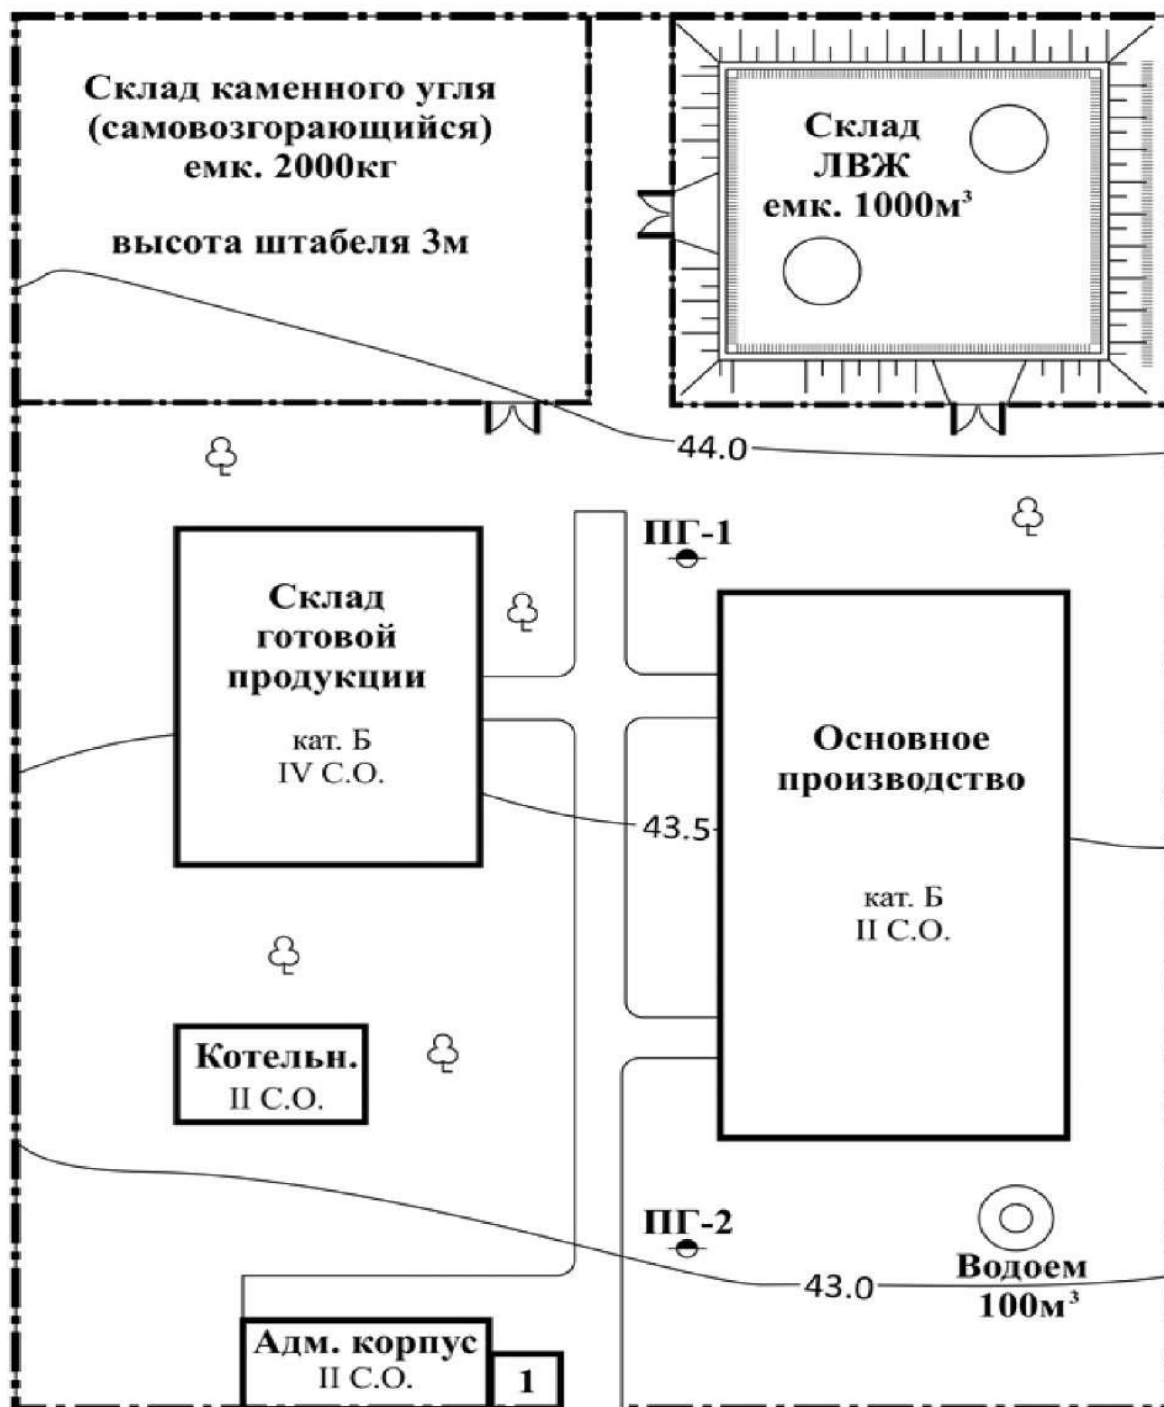 Склад каменного угля
(самовозгорающийся)
емк. 2000кг
высота штабеля 3м
Склад
ЛВЖ
емк. 1000м³
44.0
ПГ-1
Склад
готовой
продукции
кат. Б
IV С.О.
Основное
производство
43.5
кат. Б
II С.О.
Котельн.
II С.О.
ПГ-2
Водоем
100м³
43.0
Адм. корпус
II С.О.
1